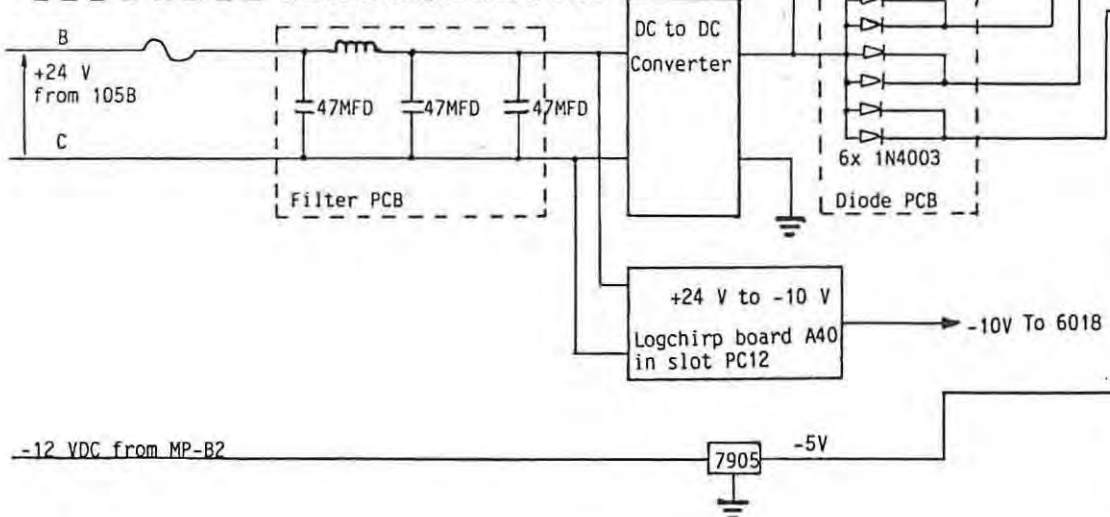 B
+24 V
from 105B
C
47MFD
47MFD
47MFD
Filter PCB
DC to DC
Converter
6x 1N4003
Diode PCB
+24 V to -10 V
Logchirp board A40
in slot PC12
-10V To 601B
-12 VDC from MP-B2
7905
-5V